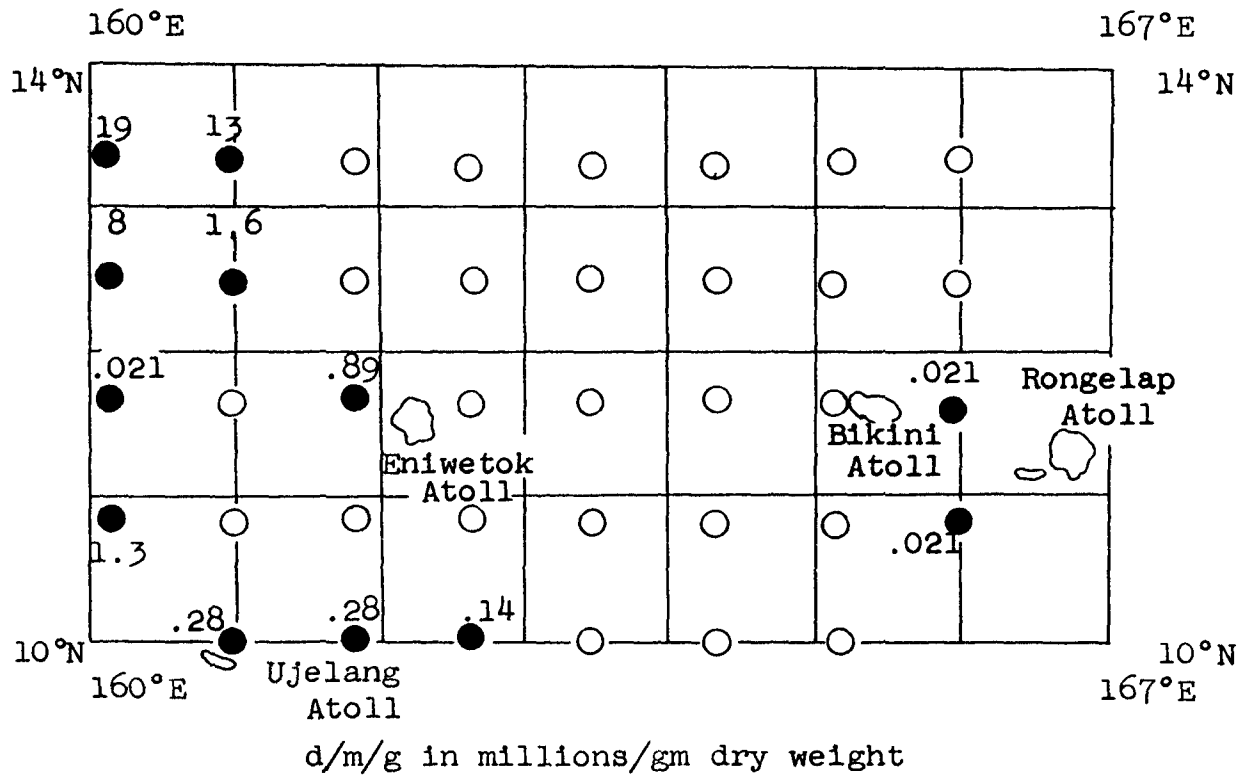 160°E 167°E
14°N 14°N
19 13
8 1.6
.021 .89 .021 Rongelap
Atoll
Bikini
Atoll
Eniwetok
Atoll
1.3 .021
.28 .28 .14
10°N 10°N
Ujelang
Atoll
160°E 167°E
d/m/g in millions/gm dry weight